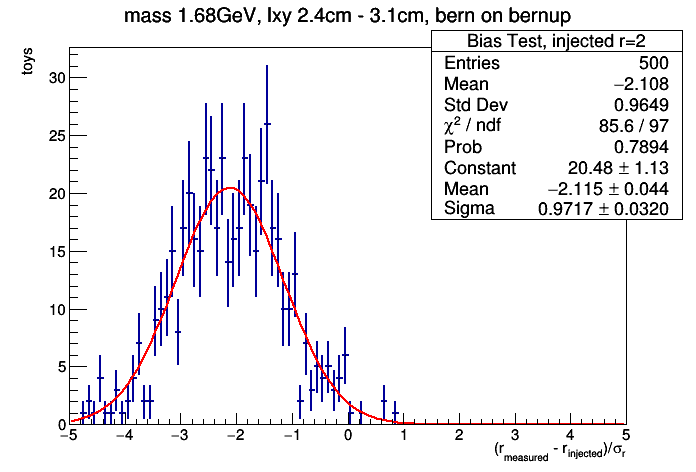 mass 1.68GeV, lxy 2.4cm - 3.1cm, bern on bernup
Bias Test, injected r=2
Entries 500
Mean −2.108
Std Dev 0.9649
χ² / ndf 85.6 / 97
Prob 0.7894
Constant 20.48 ± 1.13
Mean −2.115 ± 0.044
Sigma 0.9717 ± 0.0320
toys
30
25
20
15
10
5
0
−5 −4 −3 −2 −1 0 1 2 3 4 5
(r_measured - r_injected)/σ_r